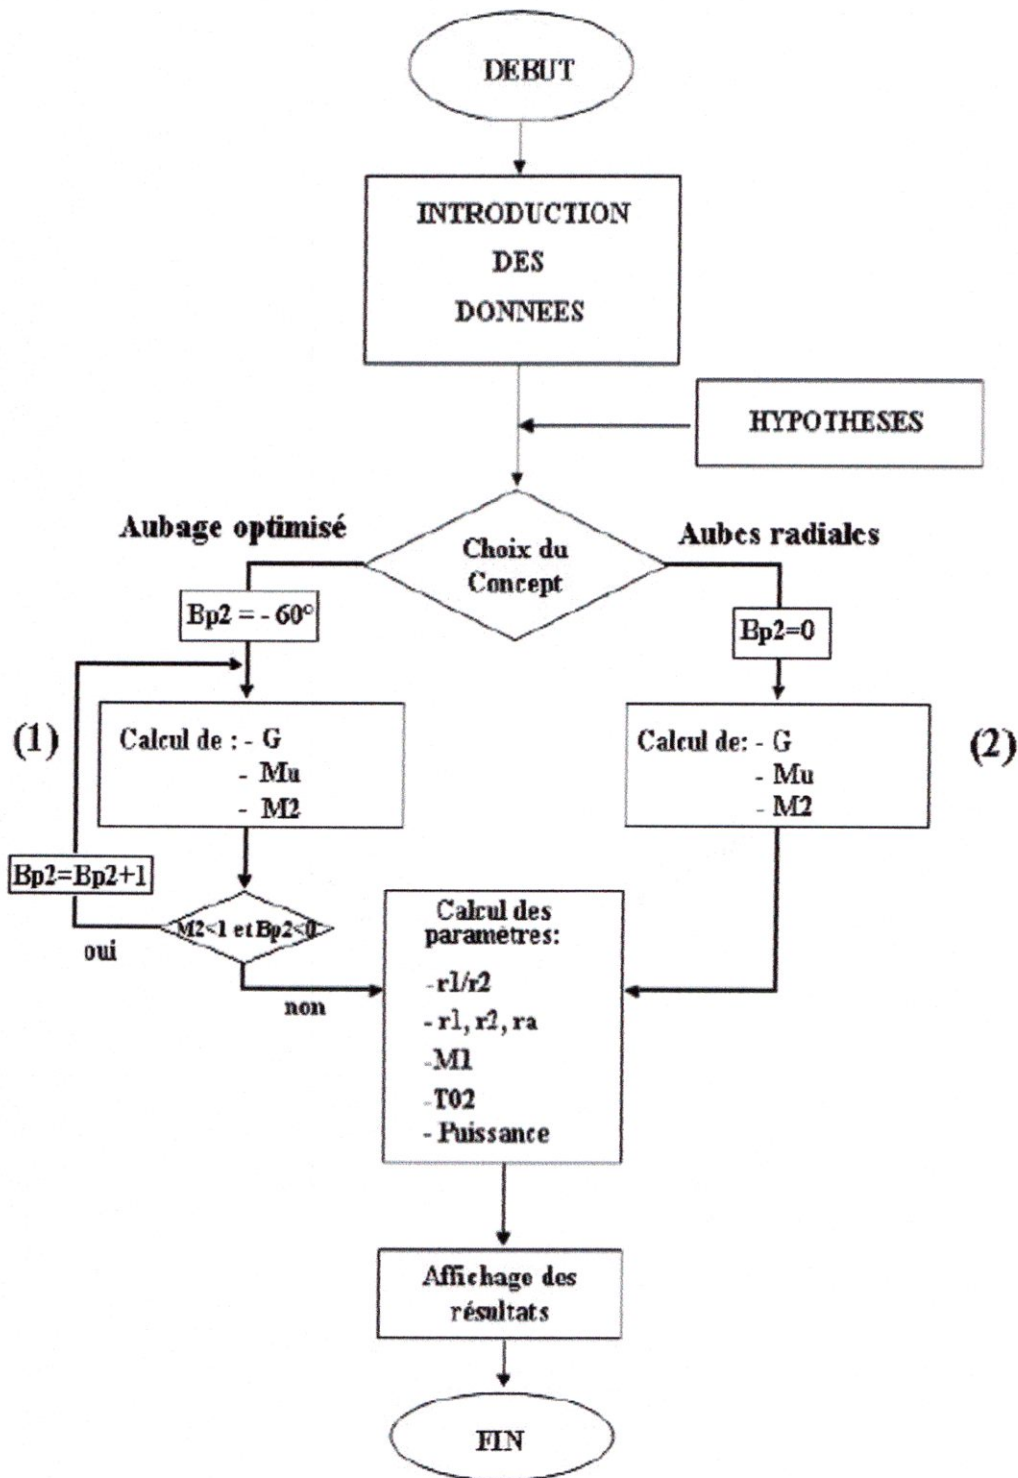 DEBUT
INTRODUCTION
DES
DONNEES
HYPOTHESES
Aubage optimisé
Choix du
Concept
Aubes radiales
Bp2 = - 60°
Bp2=0
(1)
Calcul de : - G
- Mu
- M2
Calcul de: - G
- Mu
- M2
(2)
Bp2=Bp2+1
M2<1 et Bp2<0
oui
non
Calcul des
paramètres:
-r1/r2
- r1, r2, ra
-M1
-T02
- Puissance
Affichage des
résultats
FIN